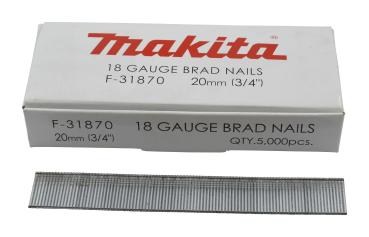 makita®
18 GAUGE BRAD NAILS
F-31870 20mm (3/4")
F-31870 18 GAUGE BRAD NAILS
20mm (3/4") QTY.5,000pcs.